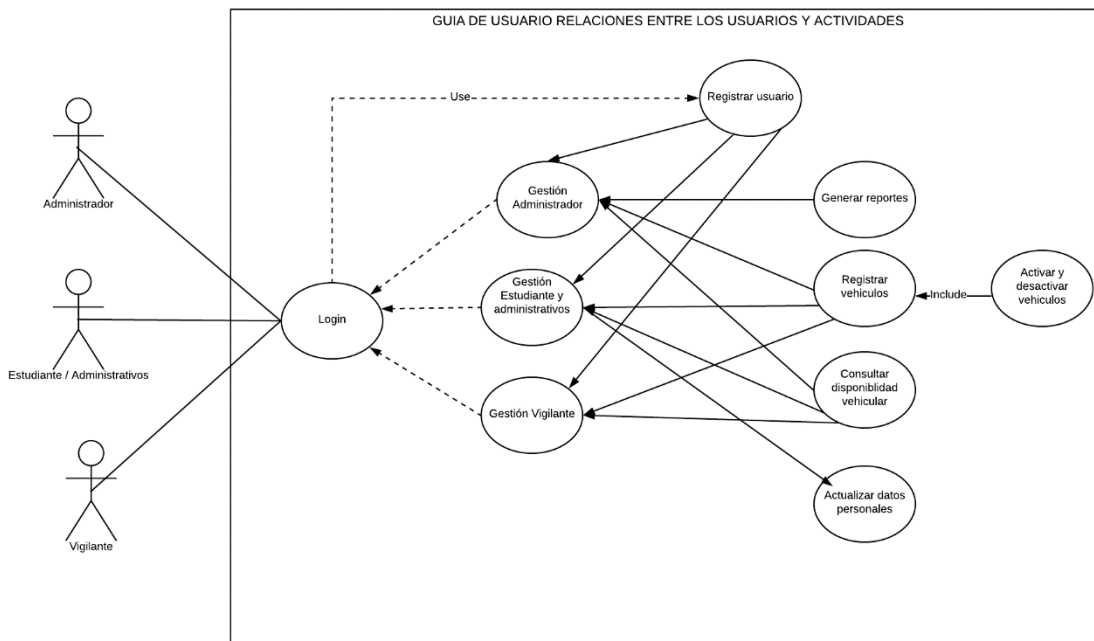 GUIA DE USUARIO RELACIONES ENTRE LOS USUARIOS Y ACTIVIDADES
Use
Registrar usuario
Administrador
Gestión
Administrador
Generar reportes
Estudiante / Administrativos
Login
Gestión
Estudiante y
administrativos
Registrar
vehiculos
Include
Activar y
desactivar
vehiculos
Gestión Vigilante
Consultar
disponiblidad
vehicular
Vigilante
Actualizar datos
personales